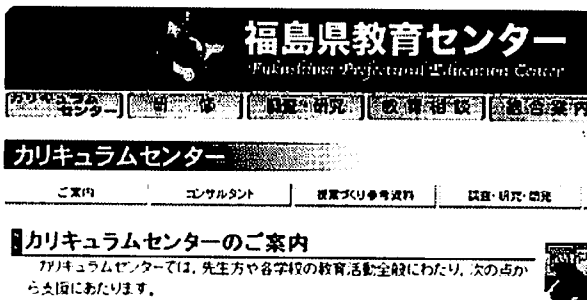 福島県教育センター
Fukushima Prefectural Education Center
カリキュラムセンター 研 修 調査・研究 教育相談 総合案内
カリキュラムセンター
ご案内 コンサルタント 授業づくり参考資料 調査・研究・開発
カリキュラムセンターのご案内
カリキュラムセンターでは、先生方や各学校の教育活動全般にわたり、次の点か
ら支援にあたります。